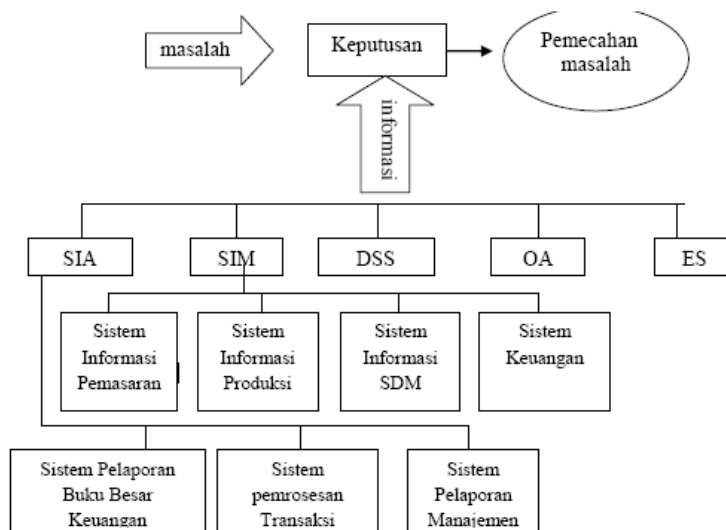 masalah
Keputusan
Pemecahan
masalah
informasi
SIA
SIM
DSS
OA
ES
Sistem
Informasi
Pemasaran
Sistem
Informasi
Produksi
Sistem
Informasi
SDM
Sistem
Keuangan
Sistem Pelaporan
Buku Besar
Keuangan
Sistem
pemrosesan
Transaksi
Sistem
Pelaporan
Manajemen